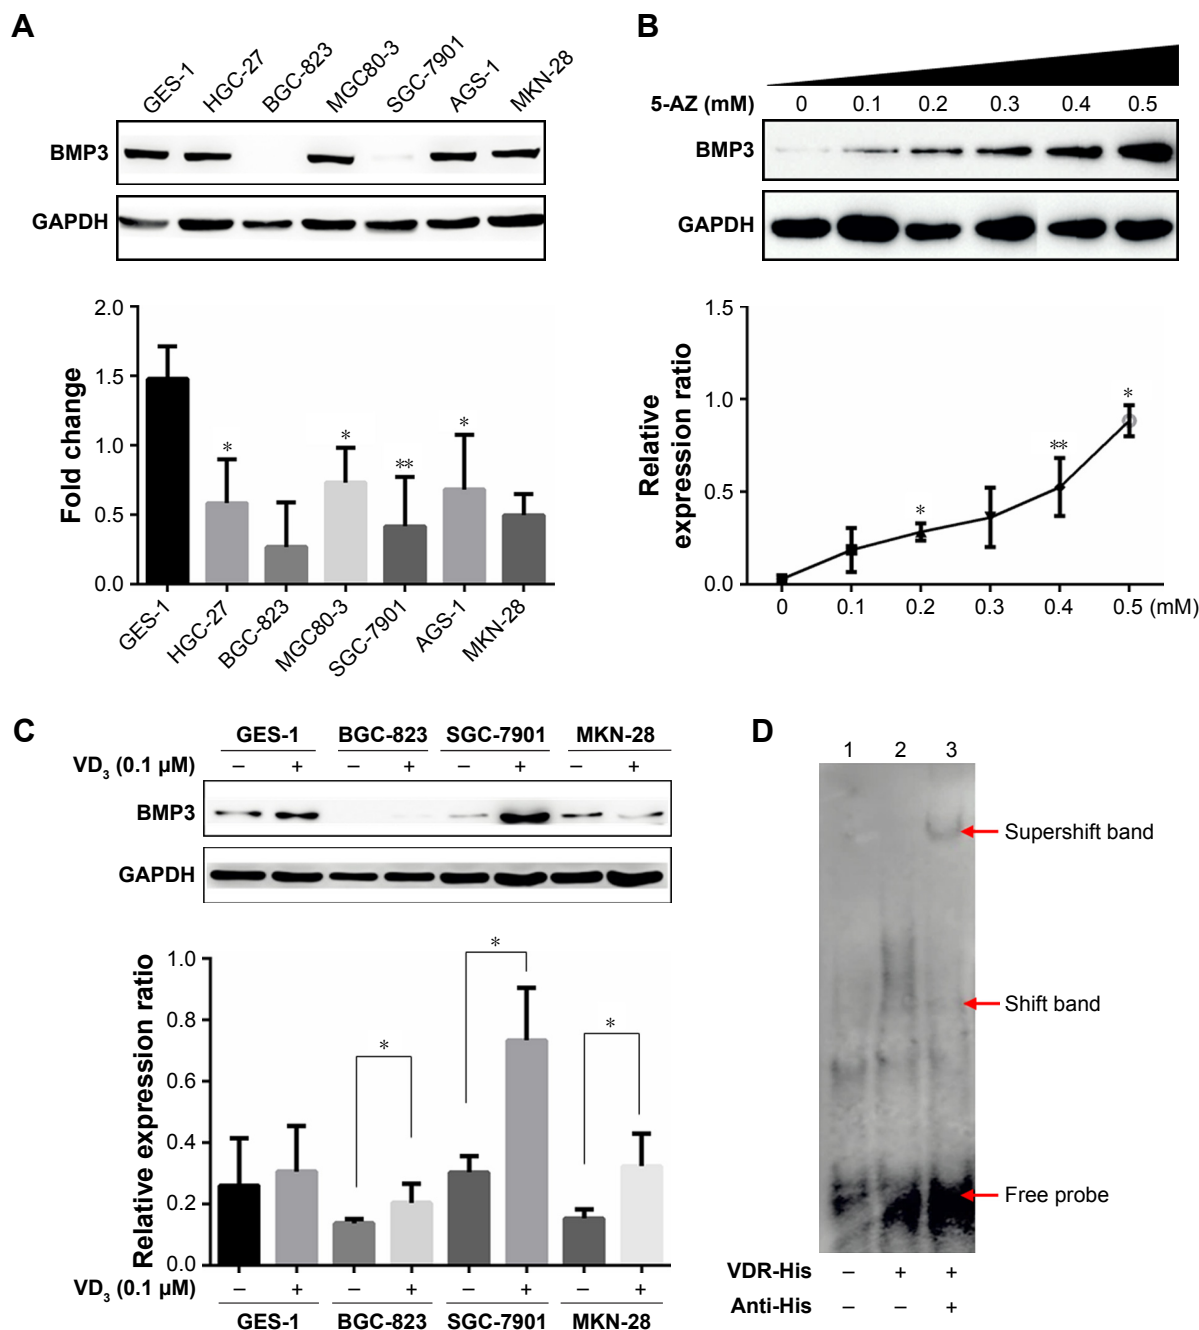 A
GES-1 HGC-27 BGC-823 MGC80-3 SGC-7901 AGS-1 MKN-28
BMP3
GAPDH
2.0
1.5
1.0
0.5
0.0
Fold change
* * ** *
GES-1 HGC-27 BGC-823 MGC80-3 SGC-7901 AGS-1 MKN-28
B
5-AZ (mM) 0 0.1 0.2 0.3 0.4 0.5
BMP3
GAPDH
1.5
1.0
0.5
0.0
Relative
expression ratio
* ** *
0 0.1 0.2 0.3 0.4 0.5 (mM)
C
GES-1 BGC-823 SGC-7901 MKN-28
VD3 (0.1 µM) – + – + – + – +
BMP3
GAPDH
1.0
0.8
0.6
0.4
0.2
0.0
Relative expression ratio
* * *
VD3 (0.1 µM) – + – + – + – +
GES-1 BGC-823 SGC-7901 MKN-28
D
1 2 3
Supershift band
Shift band
Free probe
VDR-His – + +
Anti-His – – +